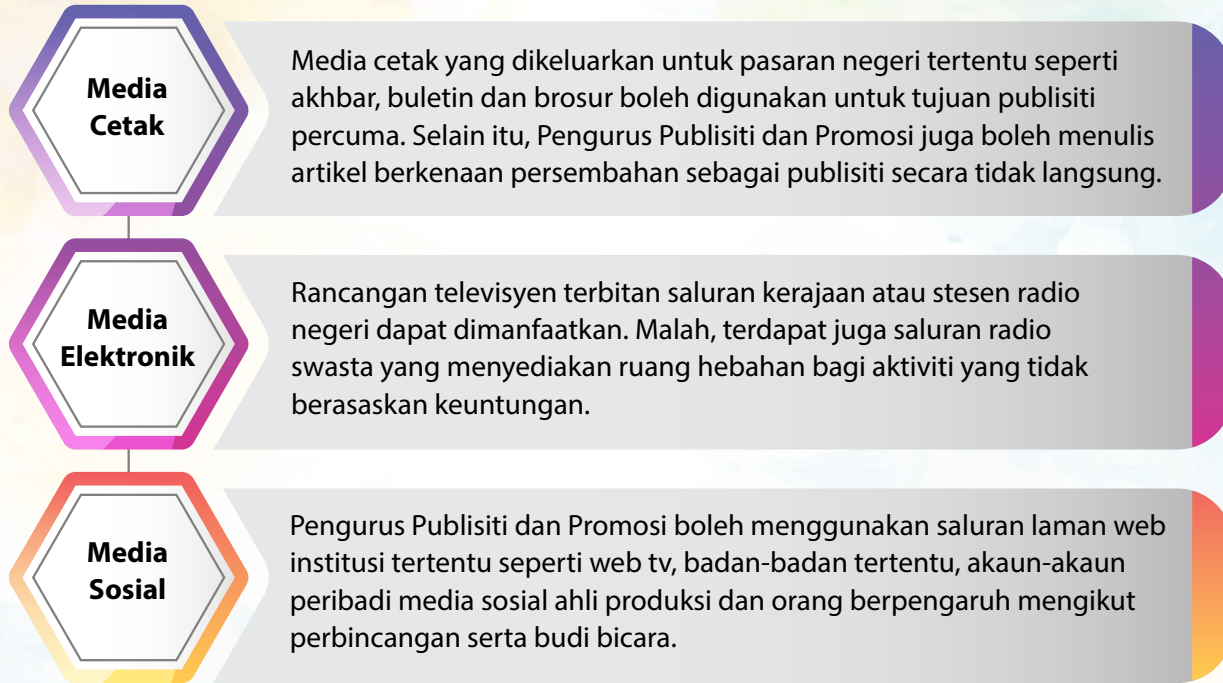 Media
Cetak
Media cetak yang dikeluarkan untuk pasaran negeri tertentu seperti
akhbar, buletin dan brosur boleh digunakan untuk tujuan publisiti
percuma. Selain itu, Pengurus Publisiti dan Promosi juga boleh menulis
artikel berkenaan persembahan sebagai publisiti secara tidak langsung.
Media
Elektronik
Rancangan televisyen terbitan saluran kerajaan atau stesen radio
negeri dapat dimanfaatkan. Malah, terdapat juga saluran radio
swasta yang menyediakan ruang hebahan bagi aktiviti yang tidak
berasaskan keuntungan.
Media
Sosial
Pengurus Publisiti dan Promosi boleh menggunakan saluran laman web
institusi tertentu seperti web tv, badan-badan tertentu, akaun-akaun
peribadi media sosial ahli produksi dan orang berpengaruh mengikut
perbincangan serta budi bicara.